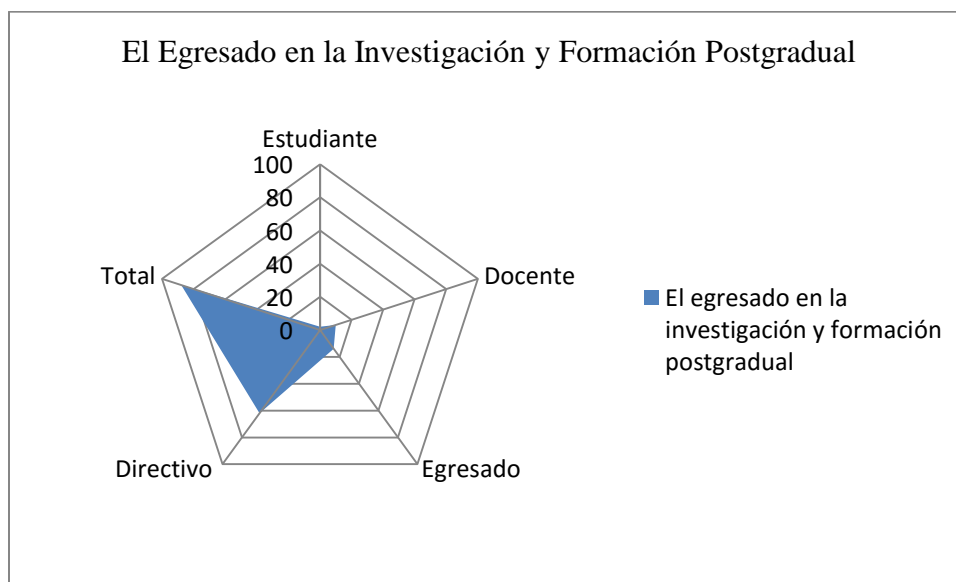 El Egresado en la Investigación y Formación Postgradual
Estudiante
100
80
60
40
20
0
Total
Docente
Directivo
Egresado
El egresado en la
investigación y formación
postgradual